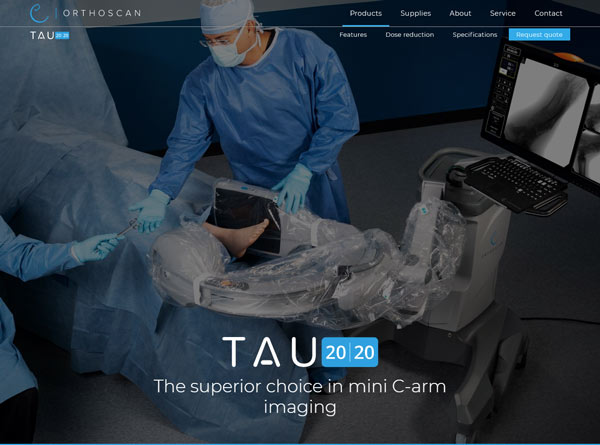 ORTHOSCAN
Products Supplies About Service Contact
TAU 20|20
Features Dose reduction Specifications Request quote
TAU 20|20
The superior choice in mini C-arm
imaging